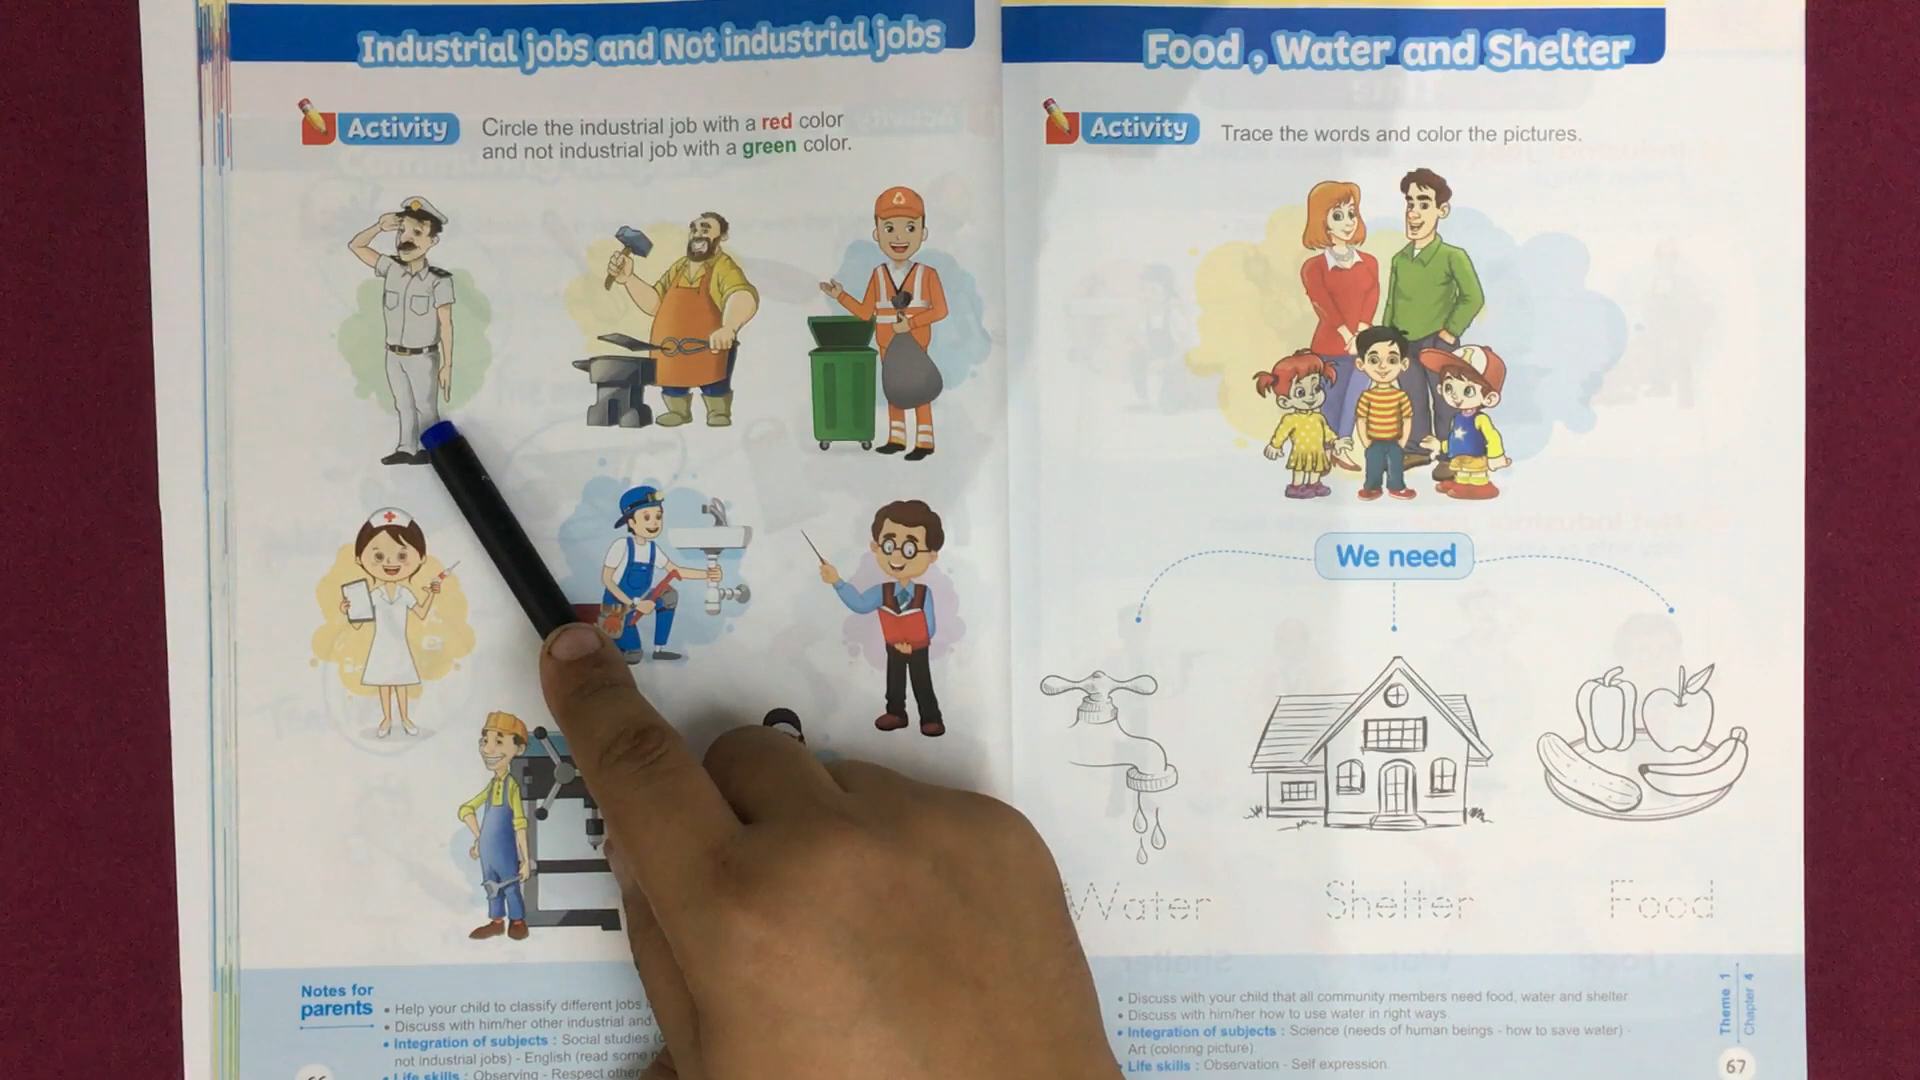 Industrial jobs and Not industrial jobs
Activity
Circle the industrial job with a red color
and not industrial job with a green color.
Notes for
parents
• Help your child to classify different jobs
• Discuss with him/her other industrial and
• Integration of subjects : Social studies
not industrial jobs) - English (read some
• Life skills : Observing - Respect others
Food , Water and Shelter
Activity
Trace the words and color the pictures.
We need
Water
Shelter
Food
• Discuss with your child that all community members need food, water and shelter
• Discuss with him/her how to use water in right ways.
• Integration of subjects : Science (needs of human beings - how to save water) -
Art (coloring picture)
• Life skills : Observation - Self expression.
Theme 1
Chapter 4
67